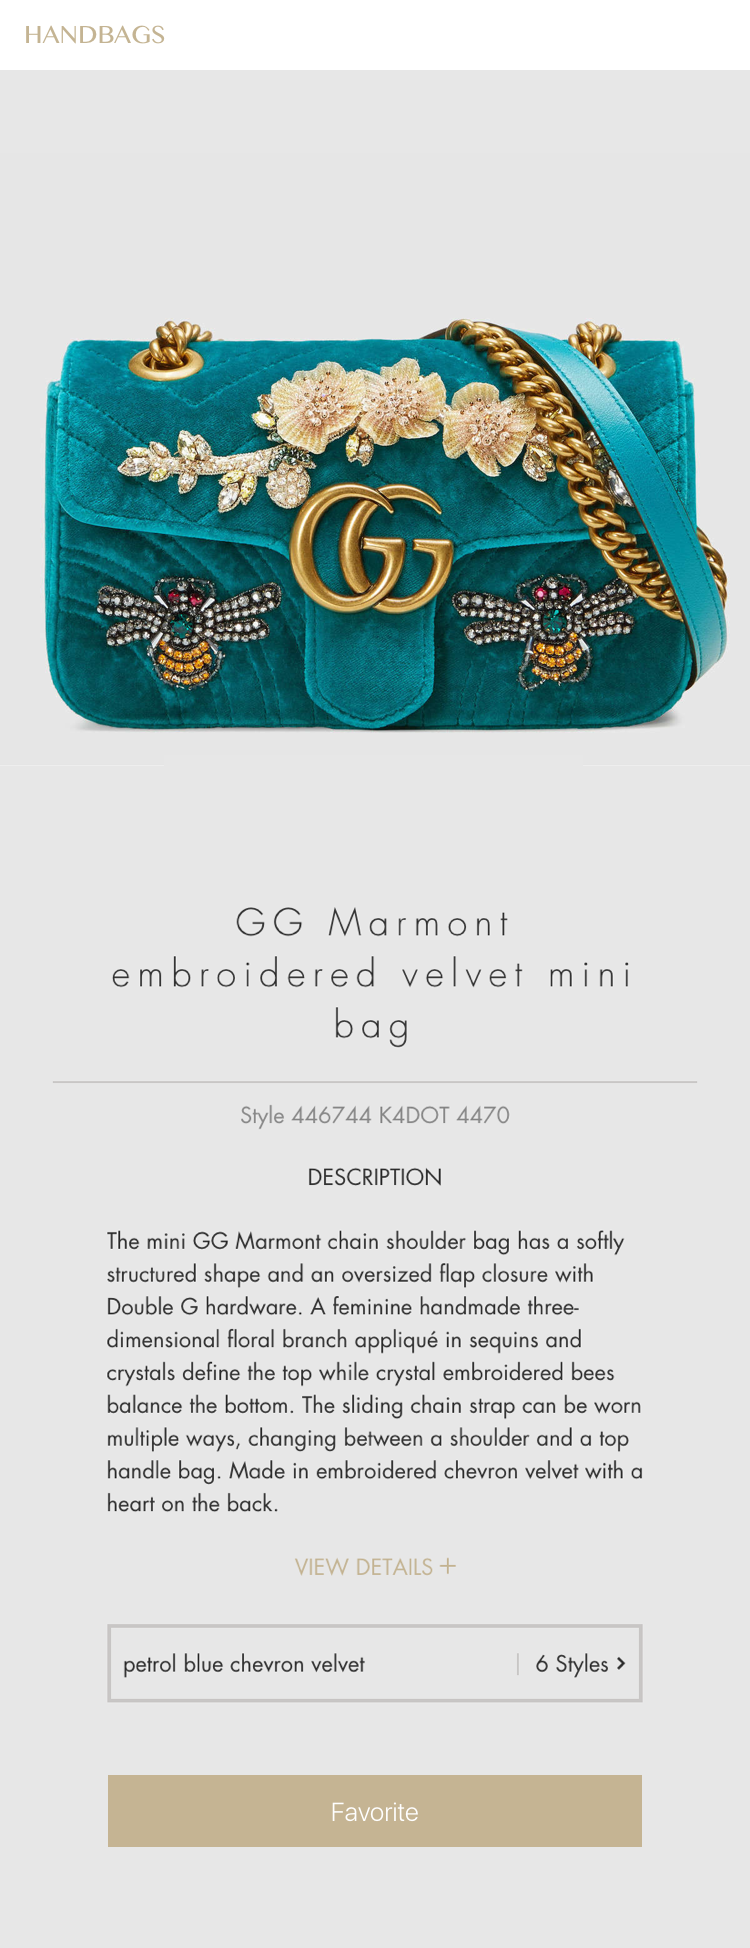 HANDBAGS
GG
GG Marmont
embroidered velvet mini
bag
Style 446744 K4DOT 4470
DESCRIPTION
The mini GG Marmont chain shoulder bag has a softly
structured shape and an oversized flap closure with
Double G hardware. A feminine handmade three-
dimensional floral branch appliqué in sequins and
crystals define the top while crystal embroidered bees
balance the bottom. The sliding chain strap can be worn
multiple ways, changing between a shoulder and a top
handle bag. Made in embroidered chevron velvet with a
heart on the back.
VIEW DETAILS +
petrol blue chevron velvet | 6 Styles >
Favorite